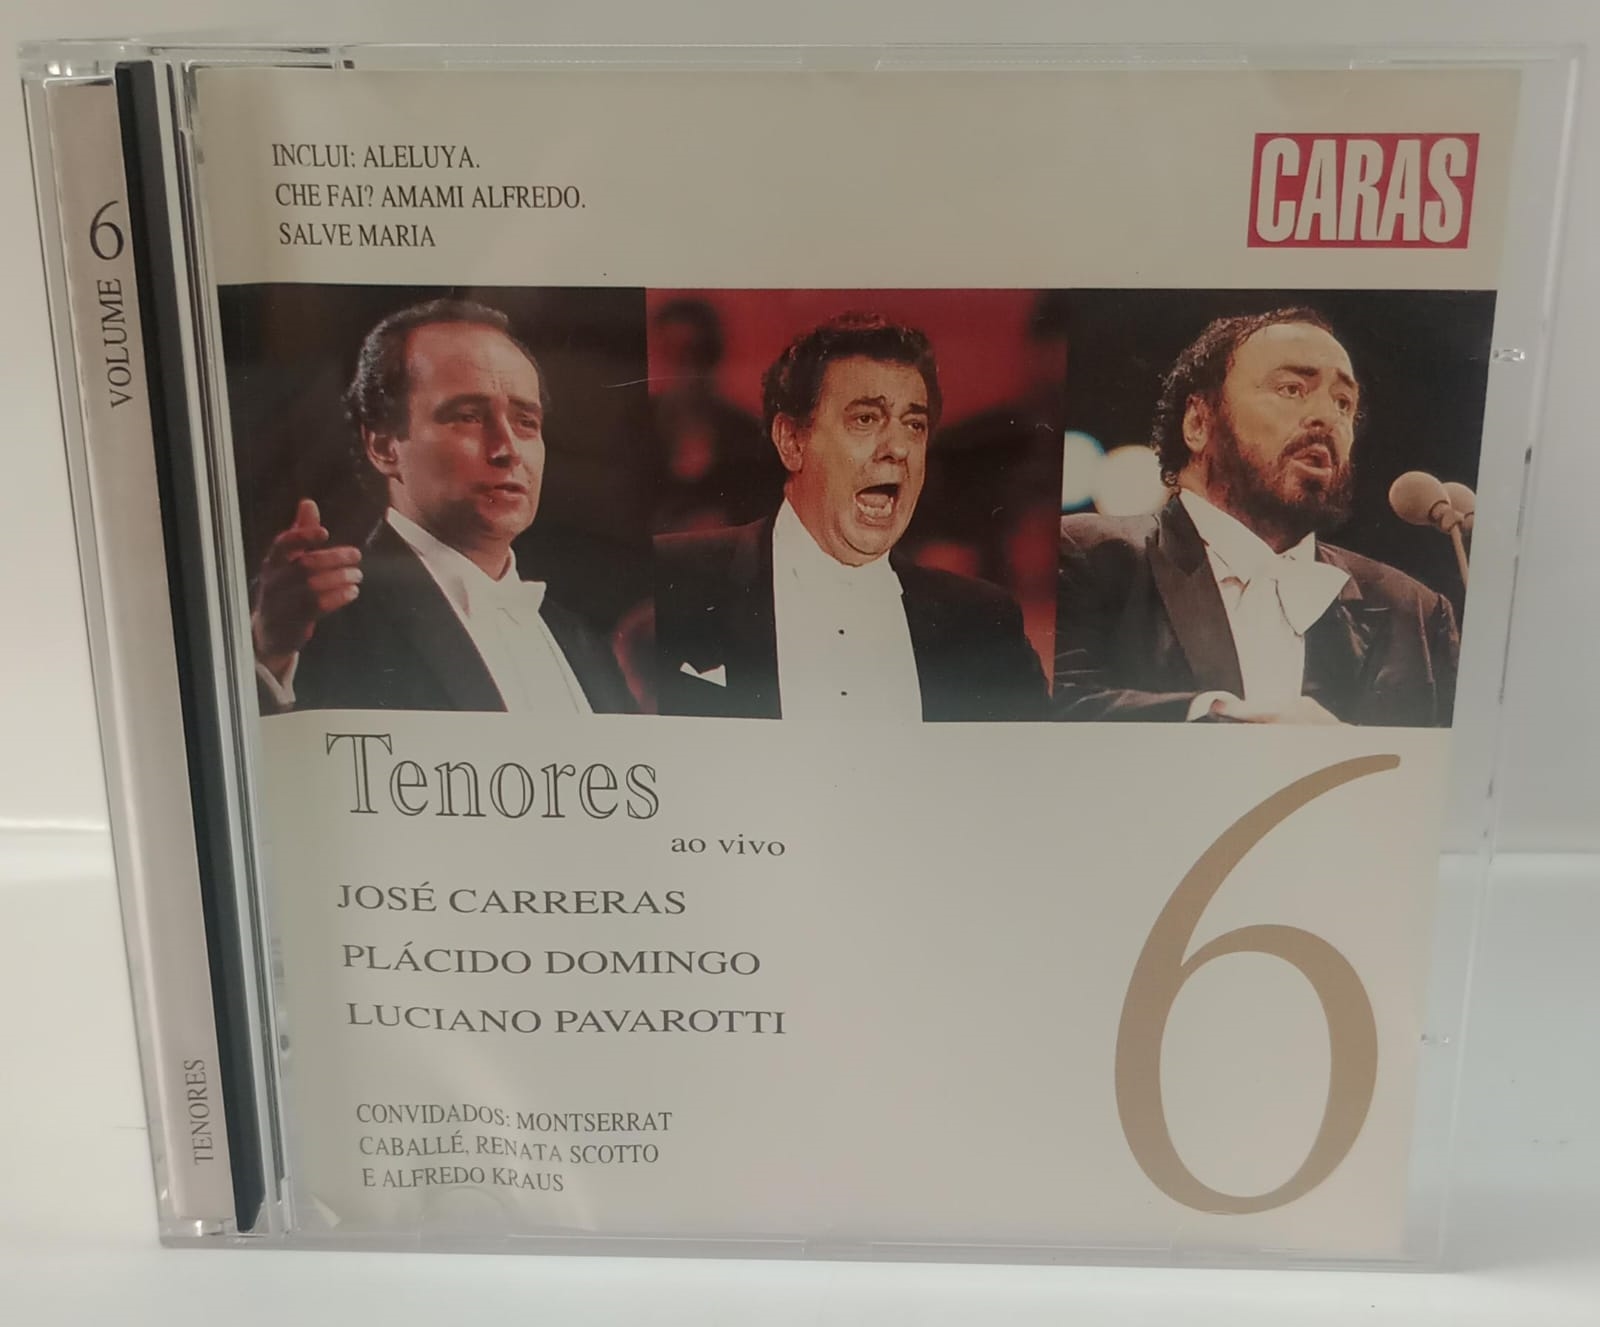 INCLUI: ALELUYA.
CHE FAI? AMAMI ALFREDO.
SALVE MARIA
CARAS
VOLUME 6
TENORES
Tenores
ao vivo
JOSÉ CARRERAS
PLÁCIDO DOMINGO
LUCIANO PAVAROTTI
6
CONVIDADOS: MONTSERRAT
CABALLÉ, RENATA SCOTTO
E ALFREDO KRAUS